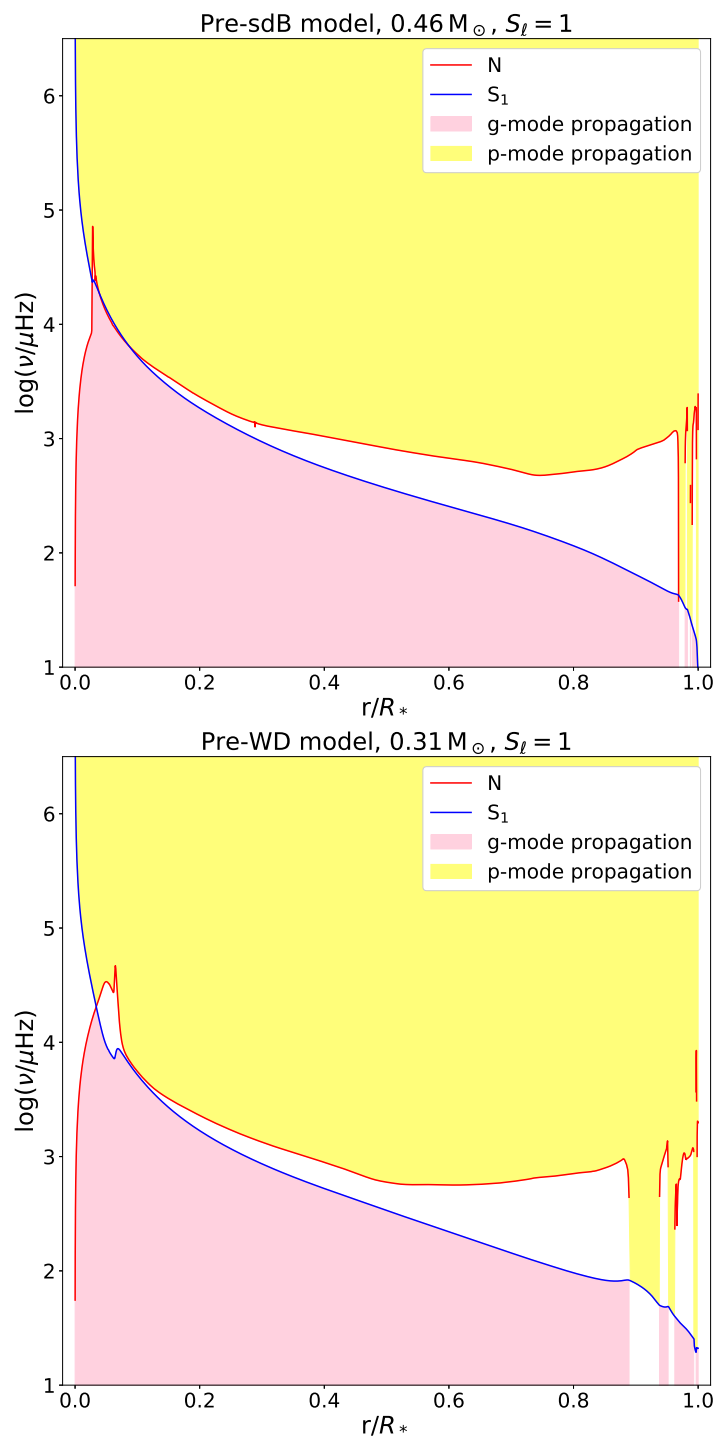 Pre-sdB model, 0.46 M⊙, Sℓ = 1
N
S₁
g-mode propagation
p-mode propagation
log(ν/μHz)
6
5
4
3
2
1
0.0 0.2 0.4 0.6 0.8 1.0
r/R*
Pre-WD model, 0.31 M⊙, Sℓ = 1
N
S₁
g-mode propagation
p-mode propagation
log(ν/μHz)
6
5
4
3
2
1
0.0 0.2 0.4 0.6 0.8 1.0
r/R*